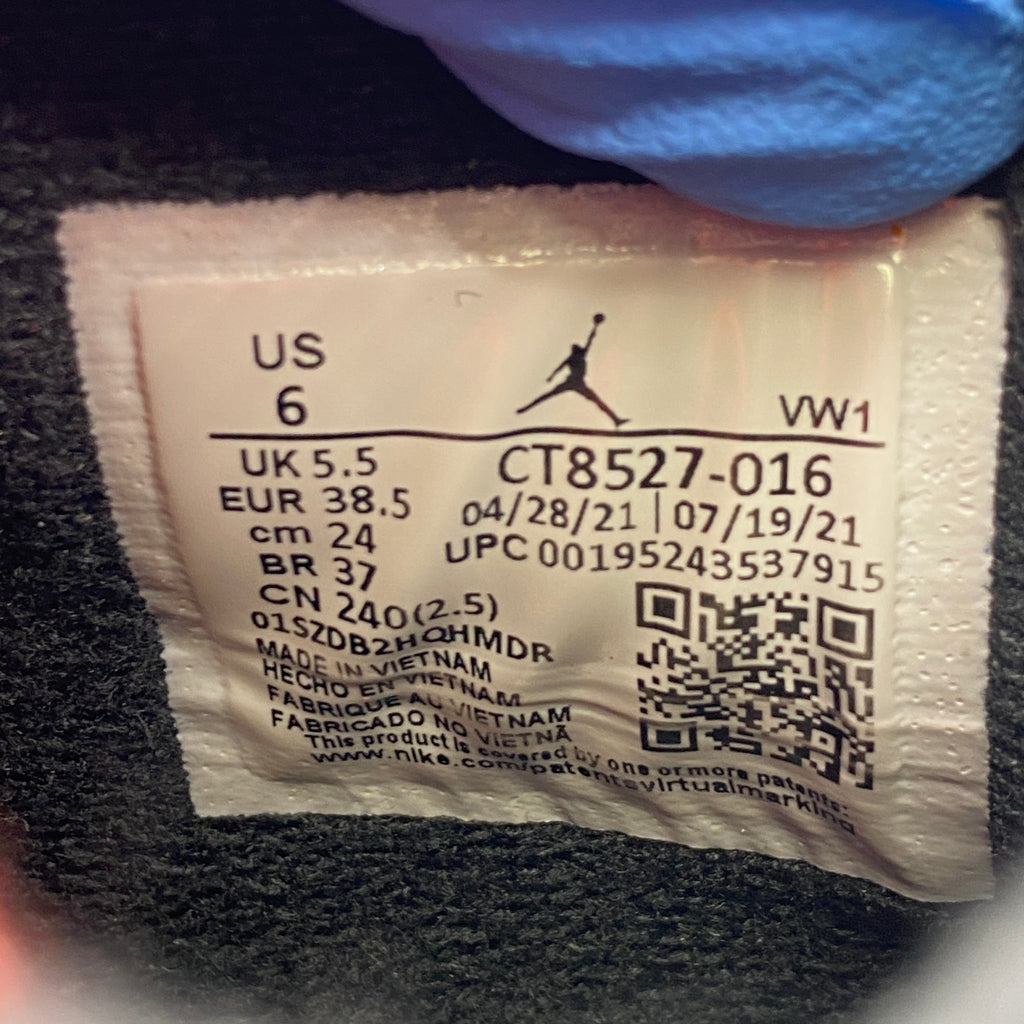 US
6
VW1
UK 5.5
CT8527-016
EUR 38.5
04/28/21 | 07/19/21
cm 24
UPC 00195243537915
BR 37
CN 240(2.5)
01SZDB2HQHMDR
MADE IN VIETNAM
HECHO EN VIETNAM
FABRIQUE AU VIETNAM
FABRICADO NO VIETNÃ
This product is covered by one or more patents:
www.nike.com/patentsvirtualmarking